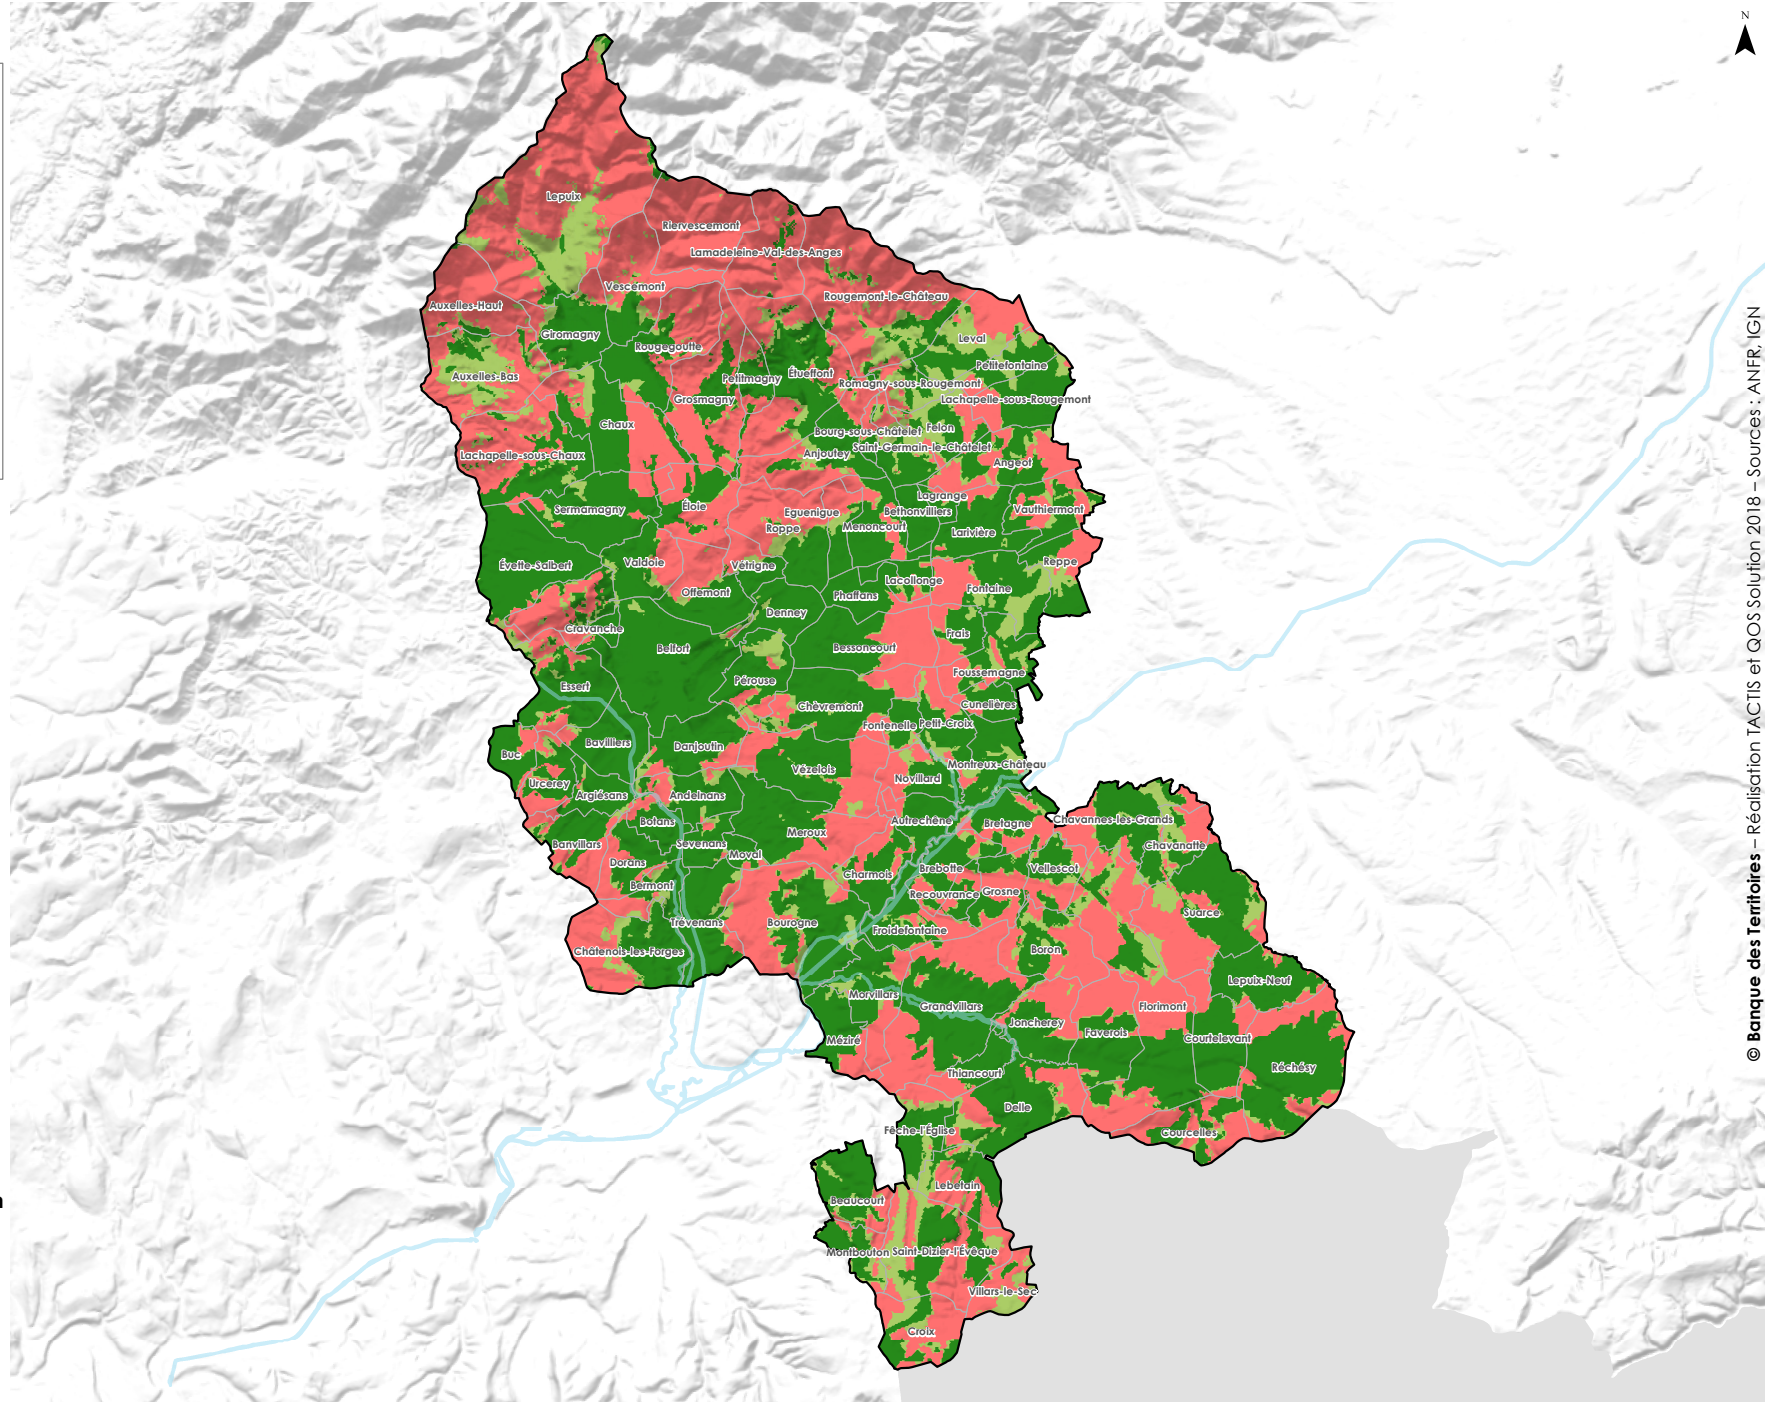 N
Lepuix
Riervescemont
Lamadeleine-Val-des-Anges
Vescemont
Rougemont-le-Château
Auxelles-Haut
Giromagny
Leval
Rougegoutte
Petitefontaine
Auxelles-Bas
Petitmagny
Étueffont
Romagny-sous-Rougemont
Grosmagny
Lachapelle-sous-Rougemont
Chaux
Bourg-sous-Châtelet
Felon
Saint-Germain-le-Châtelet
Lachapelle-sous-Chaux
Anjoutey
Angeot
Lagrange
Sermamagny
Éloie
Eguenigue
Bethonvilliers
Vauthiermont
Roppe
Menoncourt
Larivière
Évette-Salbert
Valdoie
Vétrigne
Reppe
Lacollonge
Fontaine
Offemont
Phaffans
Denney
Cravanche
Frais
Belfort
Bessoncourt
Foussemagne
Essert
Pérouse
Chèvremont
Cunelières
Fontenelle
Petit-Croix
Bavilliers
Danjoutin
Buc
Vézelois
Montreux-Château
Urcerey
Novillard
Argiésans
Andelnans
Botans
Autrechêne
Bretagne
Chavannes-les-Grands
Meroux
Banvillars
Sévenans
Chavanatte
Moval
Dorans
Charmois
Brebotte
Vellescot
Bermont
Recouvrance
Grosne
Suarce
Trévenans
Bourogne
Froidefontaine
Châtenois-les-Forges
Boron
Lepuix-Neuf
Morvillars
Grandvillars
Florimont
Joncherey
Faverois
Courtelevant
Méziré
Réchésy
Thiancourt
Delle
Fêche-l'Église
Courcelles
Lebetain
Beaucourt
Montbouton
Saint-Dizier-l'Évêque
Villars-le-Sec
Croix
© Banque des Territoires – Réalisation TACTIS et QOSSolution 2018 – Sources : ANFR, IGN